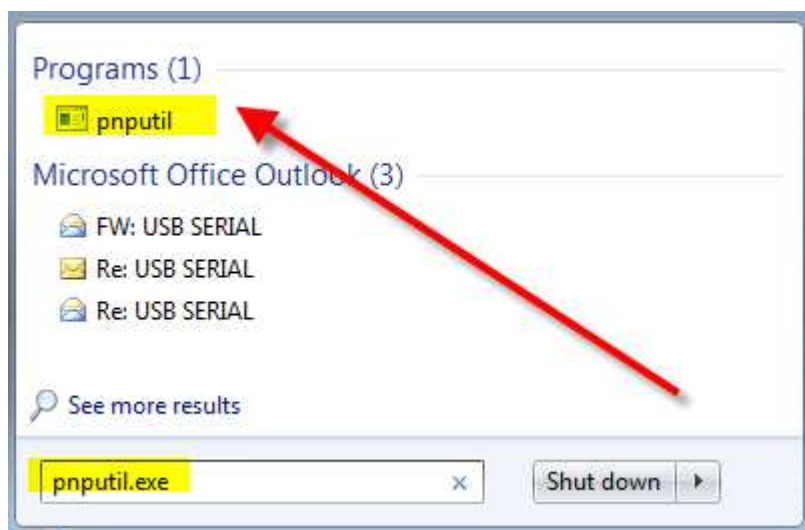 Programs (1)
pnputil
Microsoft Office Outlook (3)
FW: USB SERIAL
Re: USB SERIAL
Re: USB SERIAL
See more results
pnputil.exe
Shut down